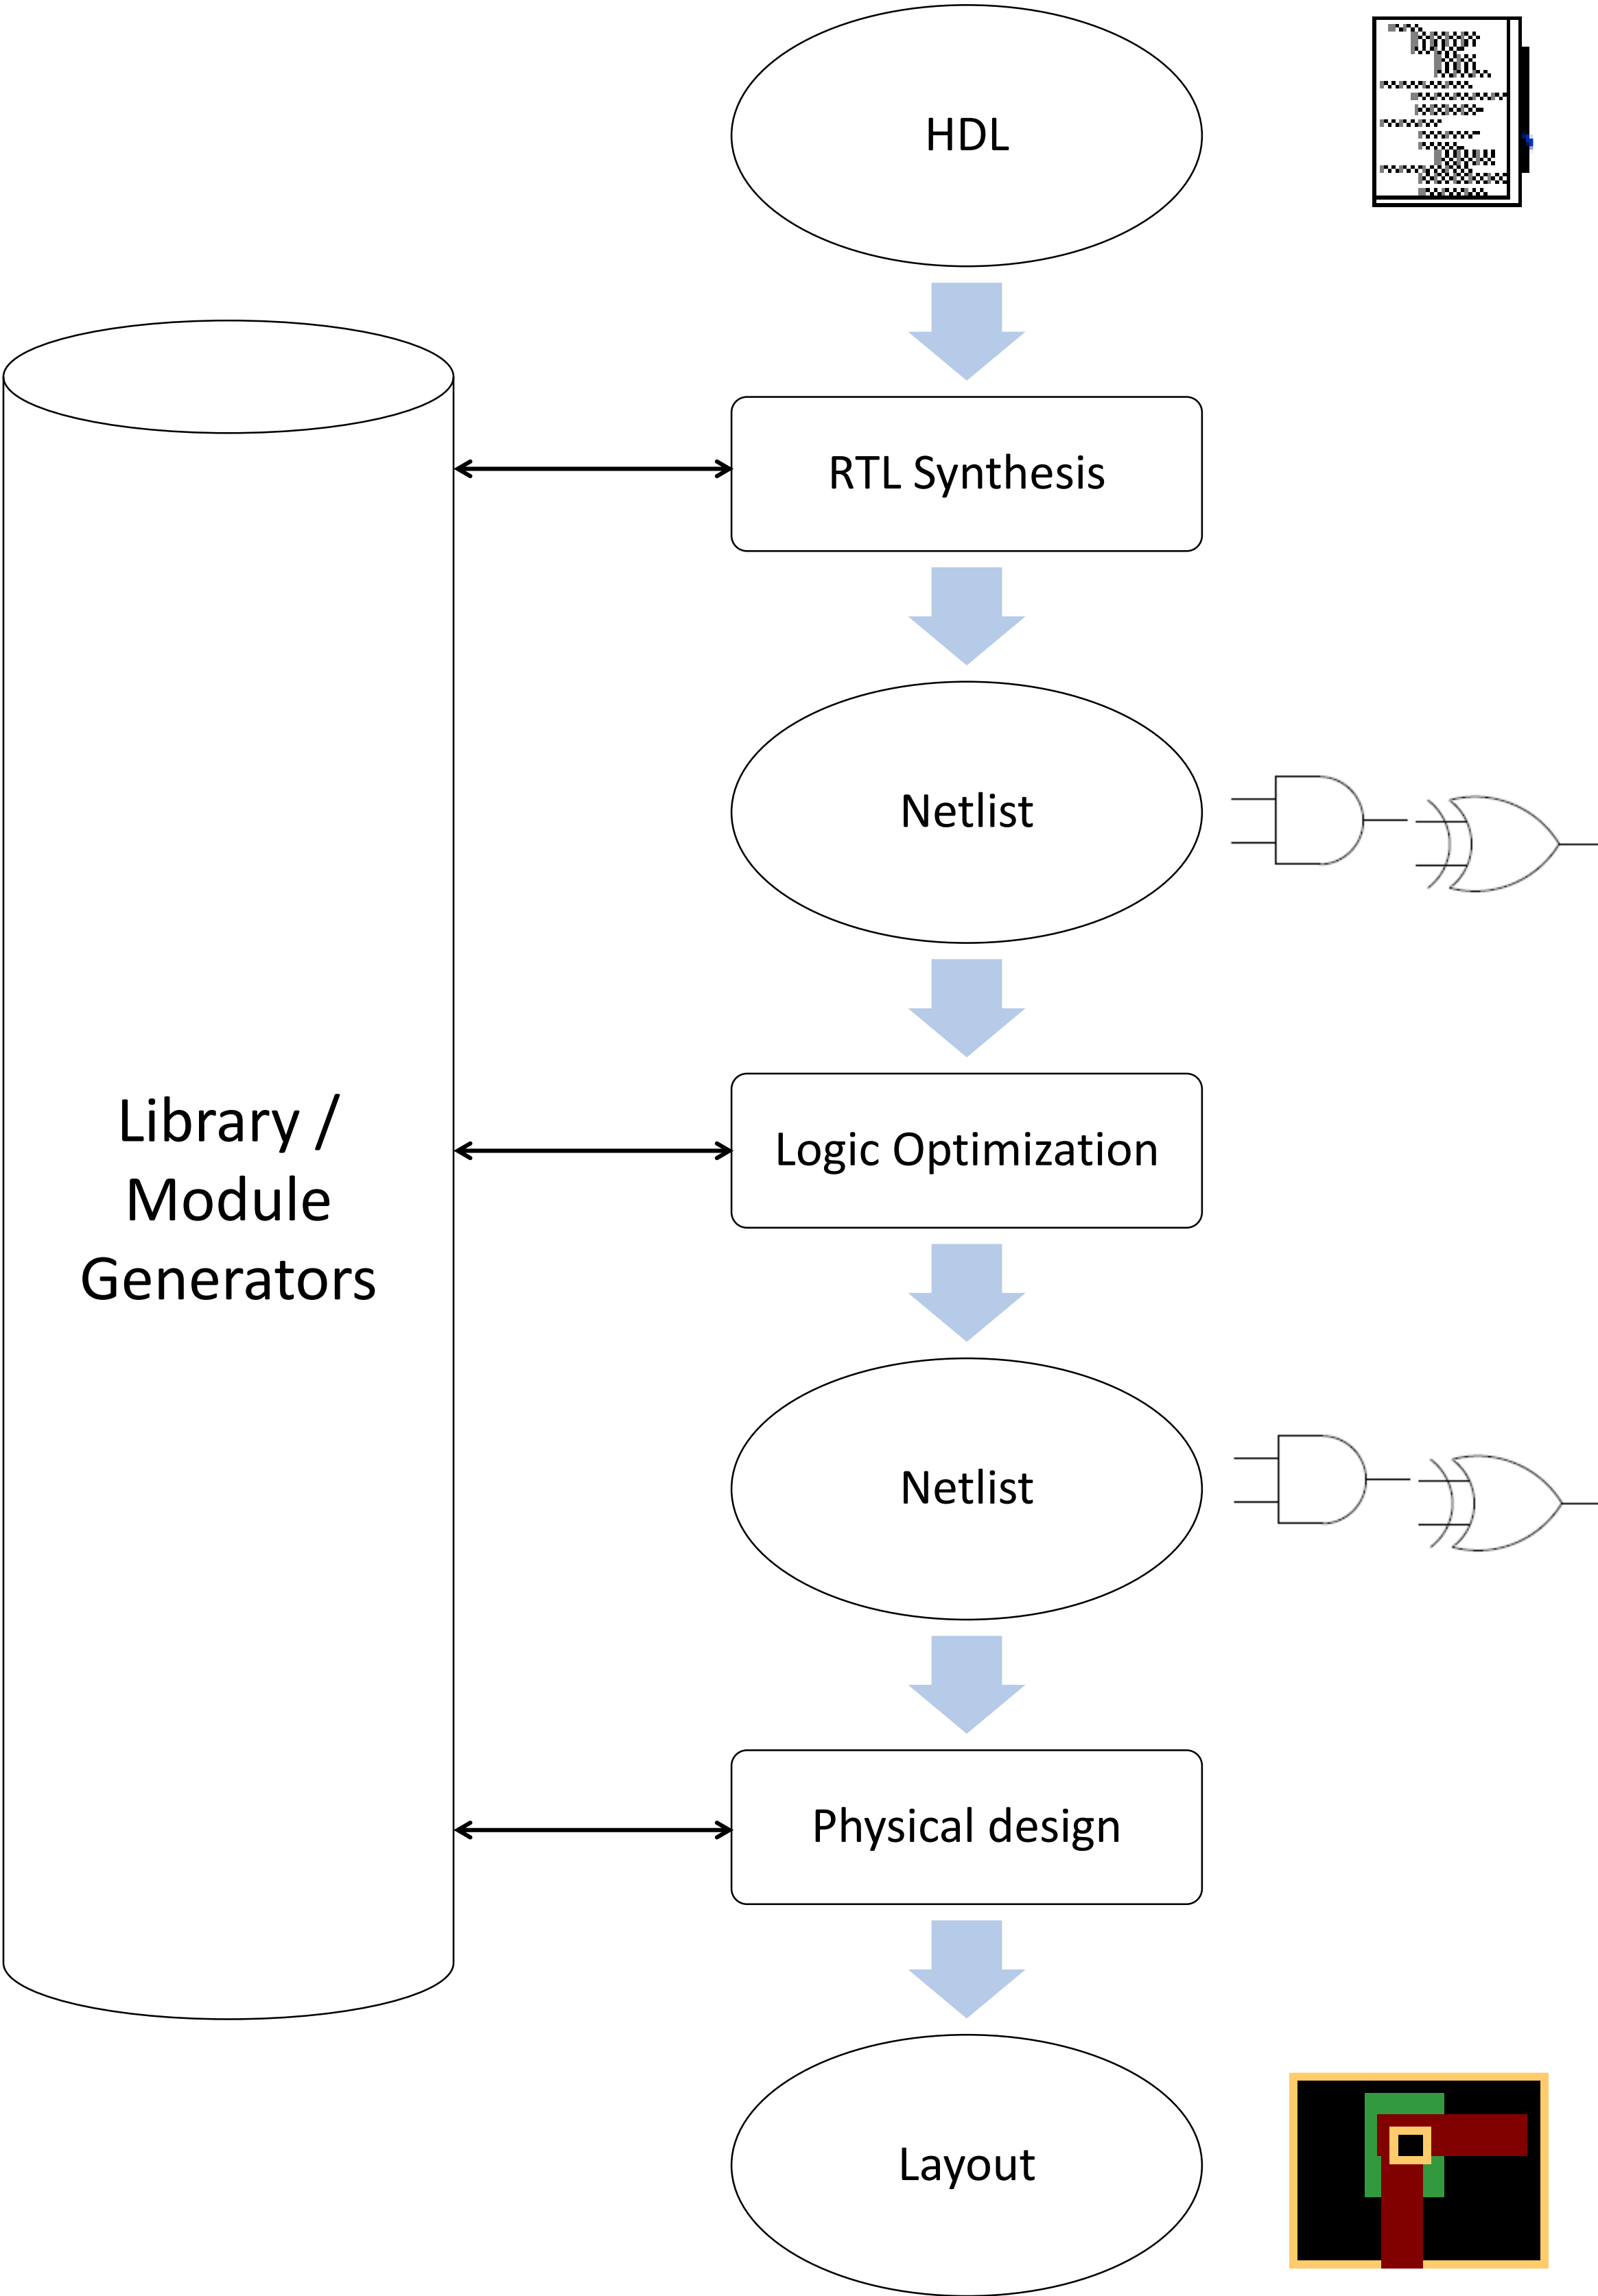 HDL
RTL Synthesis
Netlist
Library /
Module
Generators
Logic Optimization
Netlist
Physical design
Layout